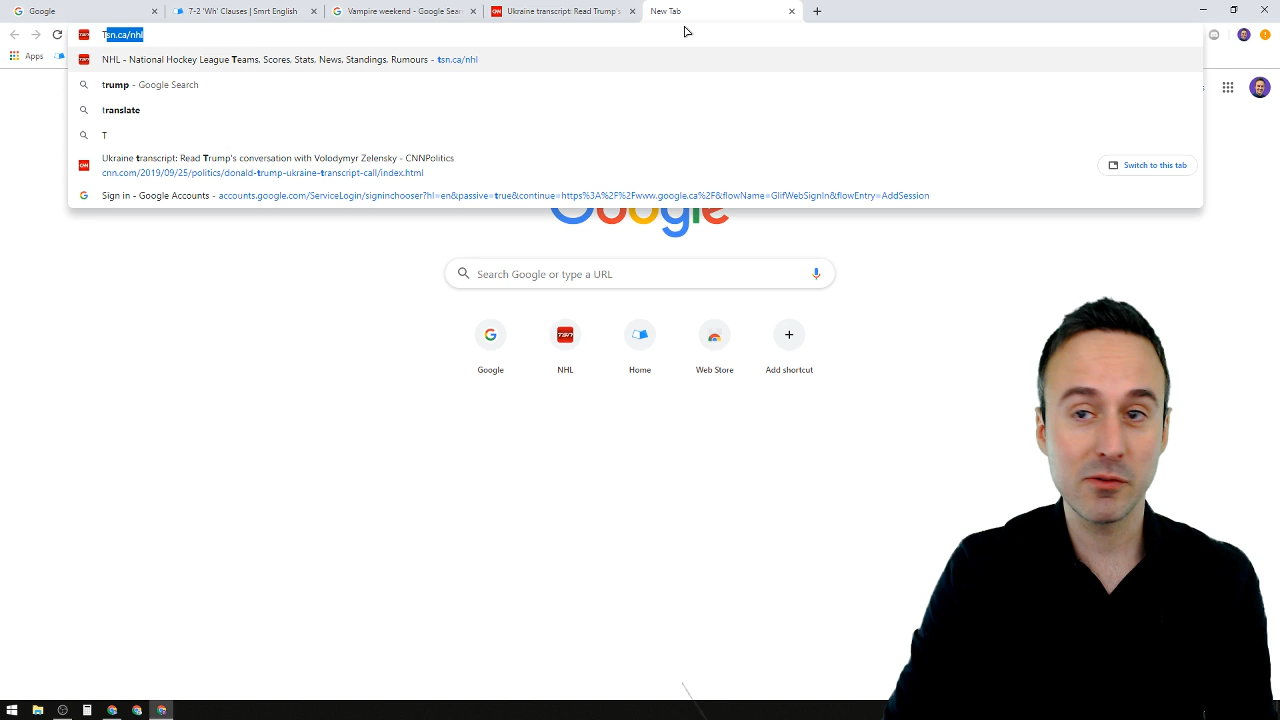 Google
7-2 'Wh' Clauses | Smrt English
Vampire weekend - Google Sear
Ukraine transcript: Read Trump's
New Tab
Tsn.ca/nhl
Apps
NHL - National Hockey League Teams, Scores, Stats, News, Standings, Rumours - tsn.ca/nhl
trump - Google Search
translate
T
Ukraine transcript: Read Trump's conversation with Volodymyr Zelensky - CNNPolitics
cnn.com/2019/09/25/politics/donald-trump-ukraine-transcript-call/index.html
Switch to this tab
Sign in - Google Accounts - accounts.google.com/ServiceLogin/signinchooser?hl=en&passive=true&continue=https%3A%2F%2Fwww.google.ca%2F&flowName=GlifWebSignIn&flowEntry=AddSession
Google
Search Google or type a URL
Google
NHL
Home
Web Store
Add shortcut